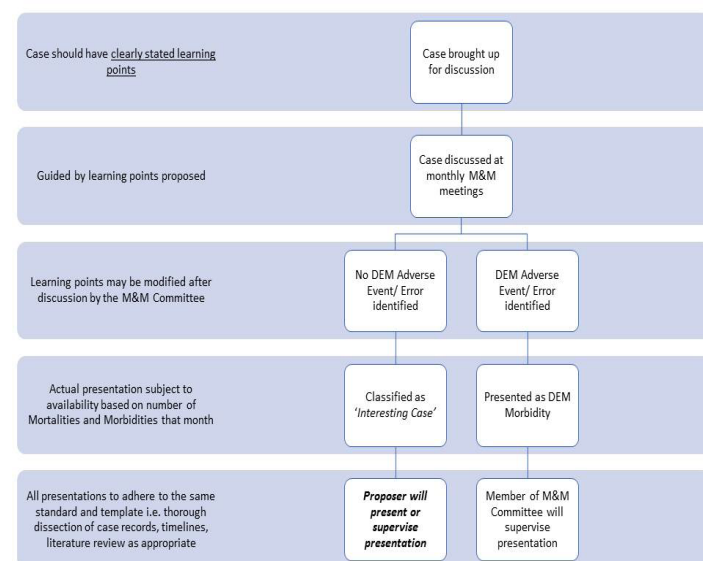 Case should have clearly stated learning
points
Case brought up
for discussion
Guided by learning points proposed
Case discussed at
monthly M&M
meetings
Learning points may be modified after
discussion by the M&M Committee
No DEM Adverse
Event/ Error
identified
DEM Adverse
Event/ Error
identified
Actual presentation subject to
availability based on number of
Mortalities and Morbidities that month
Classified as
'Interesting Case'
Presented as DEM
Morbidity
All presentations to adhere to the same
standard and template i.e. thorough
dissection of case records, timelines,
literature review as appropriate
Proposer will
present or
supervise
presentation
Member of M&M
Committee will
supervise
presentation